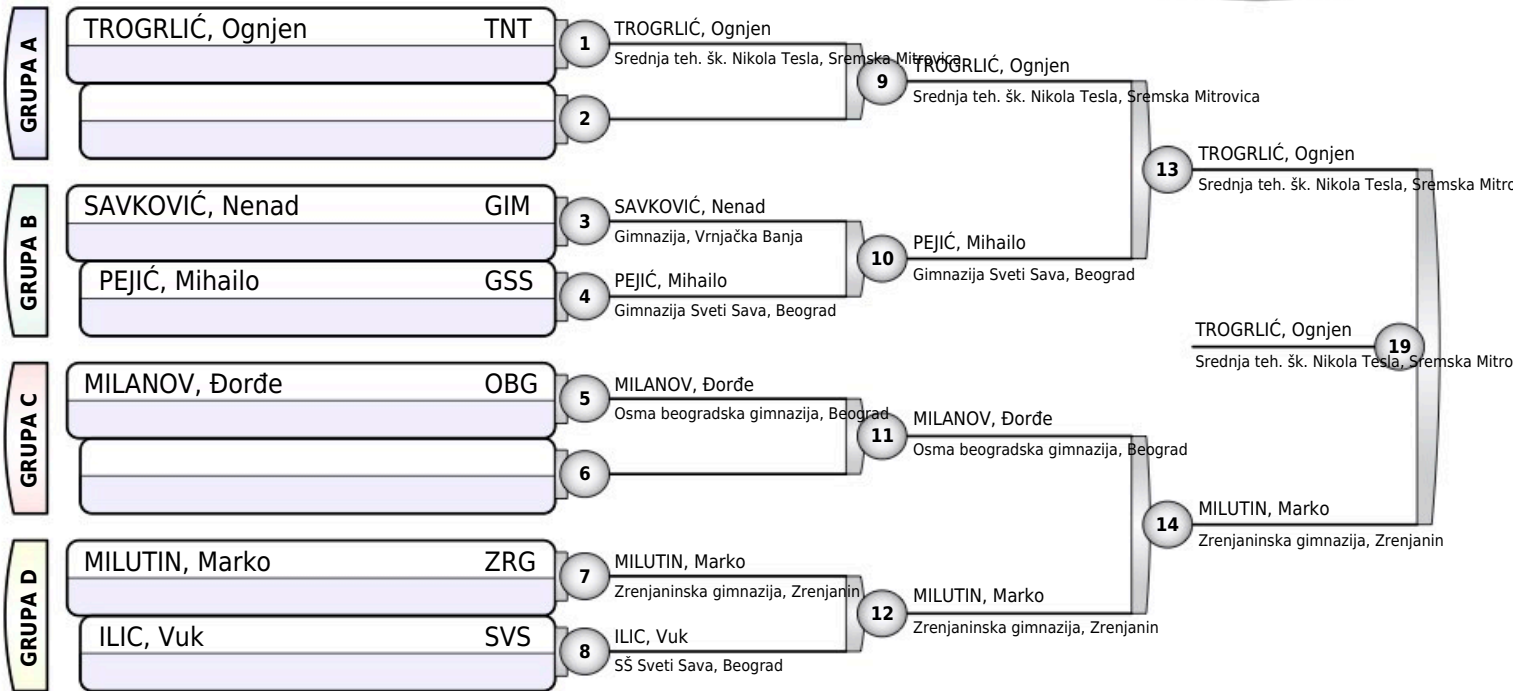 GRUPA A
TROGRLIĆ, Ognjen TNT
1
TROGRLIĆ, Ognjen
Srednja teh. šk. Nikola Tesla, Sremska Mitrovica
2
9
TROGRLIĆ, Ognjen
Srednja teh. šk. Nikola Tesla, Sremska Mitrovica
GRUPA B
SAVKOVIĆ, Nenad GIM
3
SAVKOVIĆ, Nenad
Gimnazija, Vrnjačka Banja
PEJIĆ, Mihailo GSS
4
PEJIĆ, Mihailo
Gimnazija Sveti Sava, Beograd
10
PEJIĆ, Mihailo
Gimnazija Sveti Sava, Beograd
13
TROGRLIĆ, Ognjen
Srednja teh. šk. Nikola Tesla, Sremska Mitro
GRUPA C
MILANOV, Đorđe OBG
5
MILANOV, Đorđe
Osma beogradska gimnazija, Beograd
6
11
MILANOV, Đorđe
Osma beogradska gimnazija, Beograd
GRUPA D
MILUTIN, Marko ZRG
7
MILUTIN, Marko
Zrenjaninska gimnazija, Zrenjanin
ILIC, Vuk SVS
8
ILIC, Vuk
SŠ Sveti Sava, Beograd
12
MILUTIN, Marko
Zrenjaninska gimnazija, Zrenjanin
14
MILUTIN, Marko
Zrenjaninska gimnazija, Zrenjanin
TROGRLIĆ, Ognjen
19
Srednja teh. šk. Nikola Tesla, Sremska Mitro